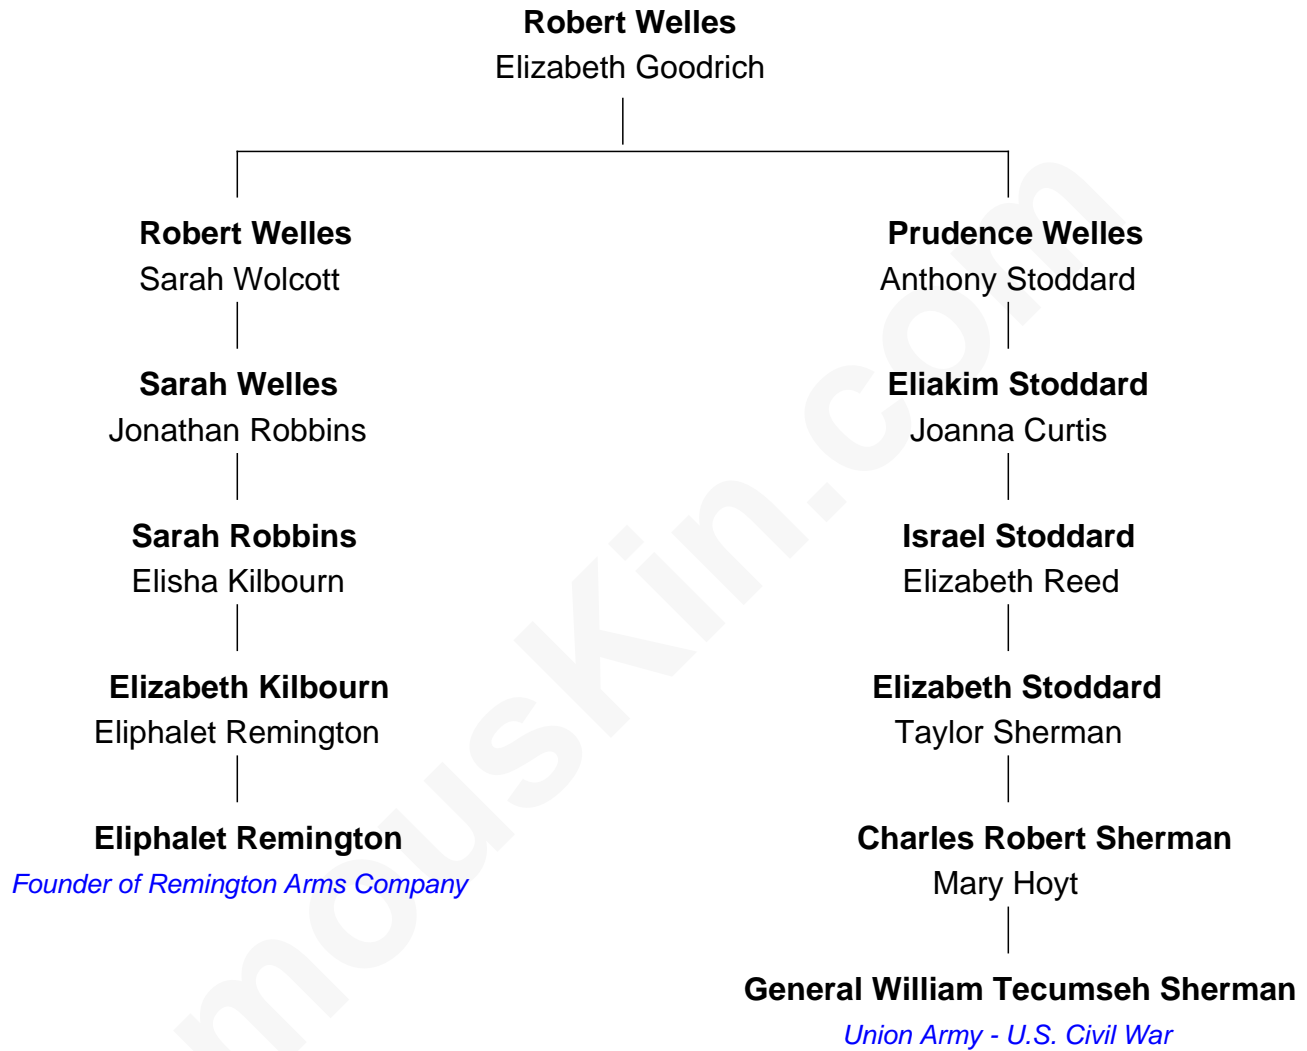 Robert Welles
Elizabeth Goodrich
Robert Welles
Sarah Wolcott
Prudence Welles
Anthony Stoddard
Sarah Welles
Jonathan Robbins
Eliakim Stoddard
Joanna Curtis
Sarah Robbins
Elisha Kilbourn
Israel Stoddard
Elizabeth Reed
Elizabeth Kilbourn
Eliphalet Remington
Elizabeth Stoddard
Taylor Sherman
Eliphalet Remington
Founder of Remington Arms Company
Charles Robert Sherman
Mary Hoyt
General William Tecumseh Sherman
Union Army - U.S. Civil War
mousKin.com